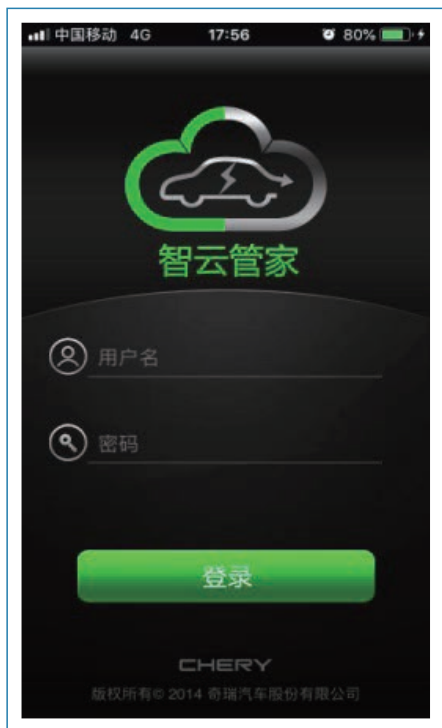 中国移动 4G 17:56 80%
智云管家
用户名
密码
登录
CHERY
版权所有© 2014 奇瑞汽车股份有限公司